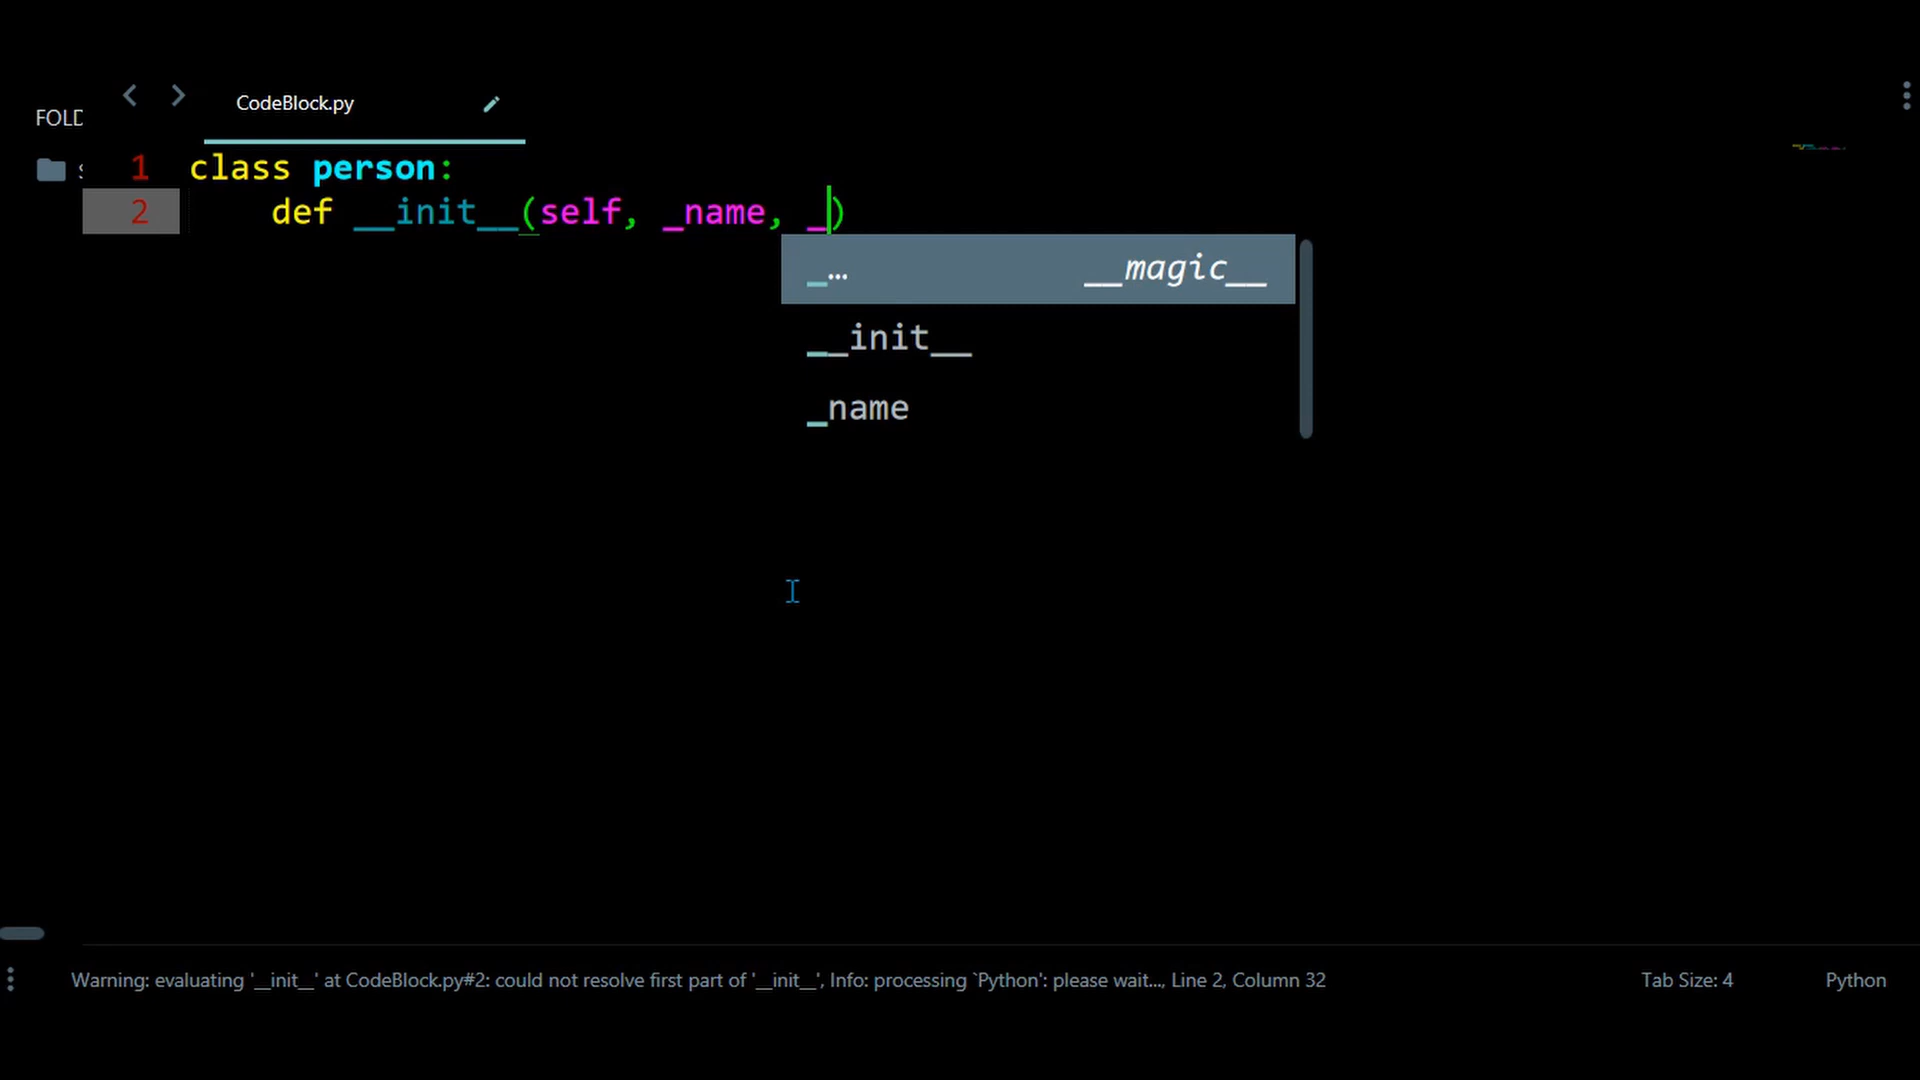 FOLD
CodeBlock.py
1 class person:
2     def __init__(self, _name, _)
_… __magic__
__init__
_name
Warning: evaluating '__init__' at CodeBlock.py#2: could not resolve first part of '__init__', Info: processing `Python': please wait..., Line 2, Column 32
Tab Size: 4
Python